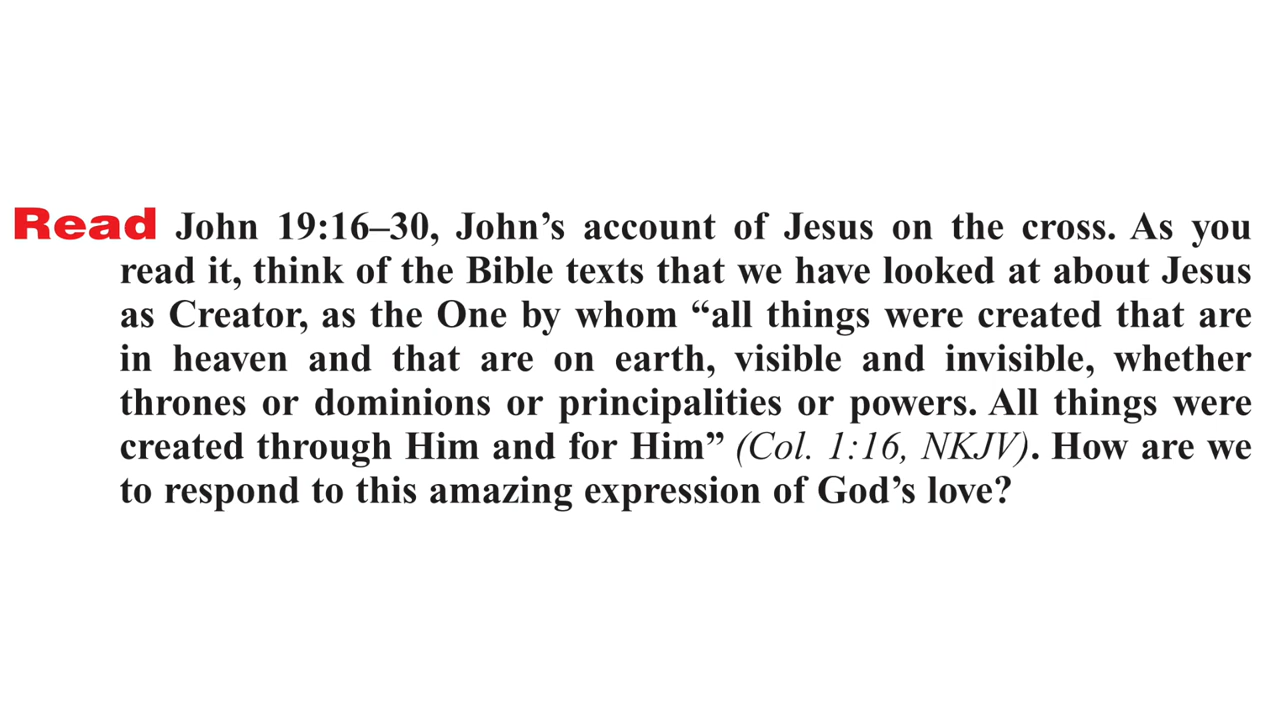 Read John 19:16–30, John’s account of Jesus on the cross. As you
read it, think of the Bible texts that we have looked at about Jesus
as Creator, as the One by whom “all things were created that are
in heaven and that are on earth, visible and invisible, whether
thrones or dominions or principalities or powers. All things were
created through Him and for Him” (Col. 1:16, NKJV). How are we
to respond to this amazing expression of God’s love?